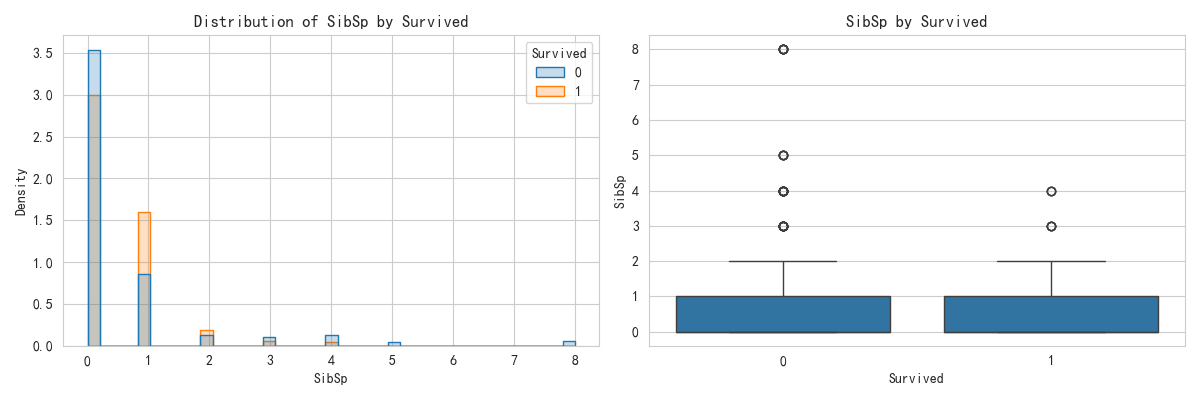 Distribution of SibSp by Survived
3.5
3.0
2.5
2.0
1.5
1.0
0.5
0.0
Density
0 1 2 3 4 5 6 7 8
SibSp
Survived
0
1
SibSp by Survived
8
7
6
5
4
3
2
1
0
SibSp
0 1
Survived